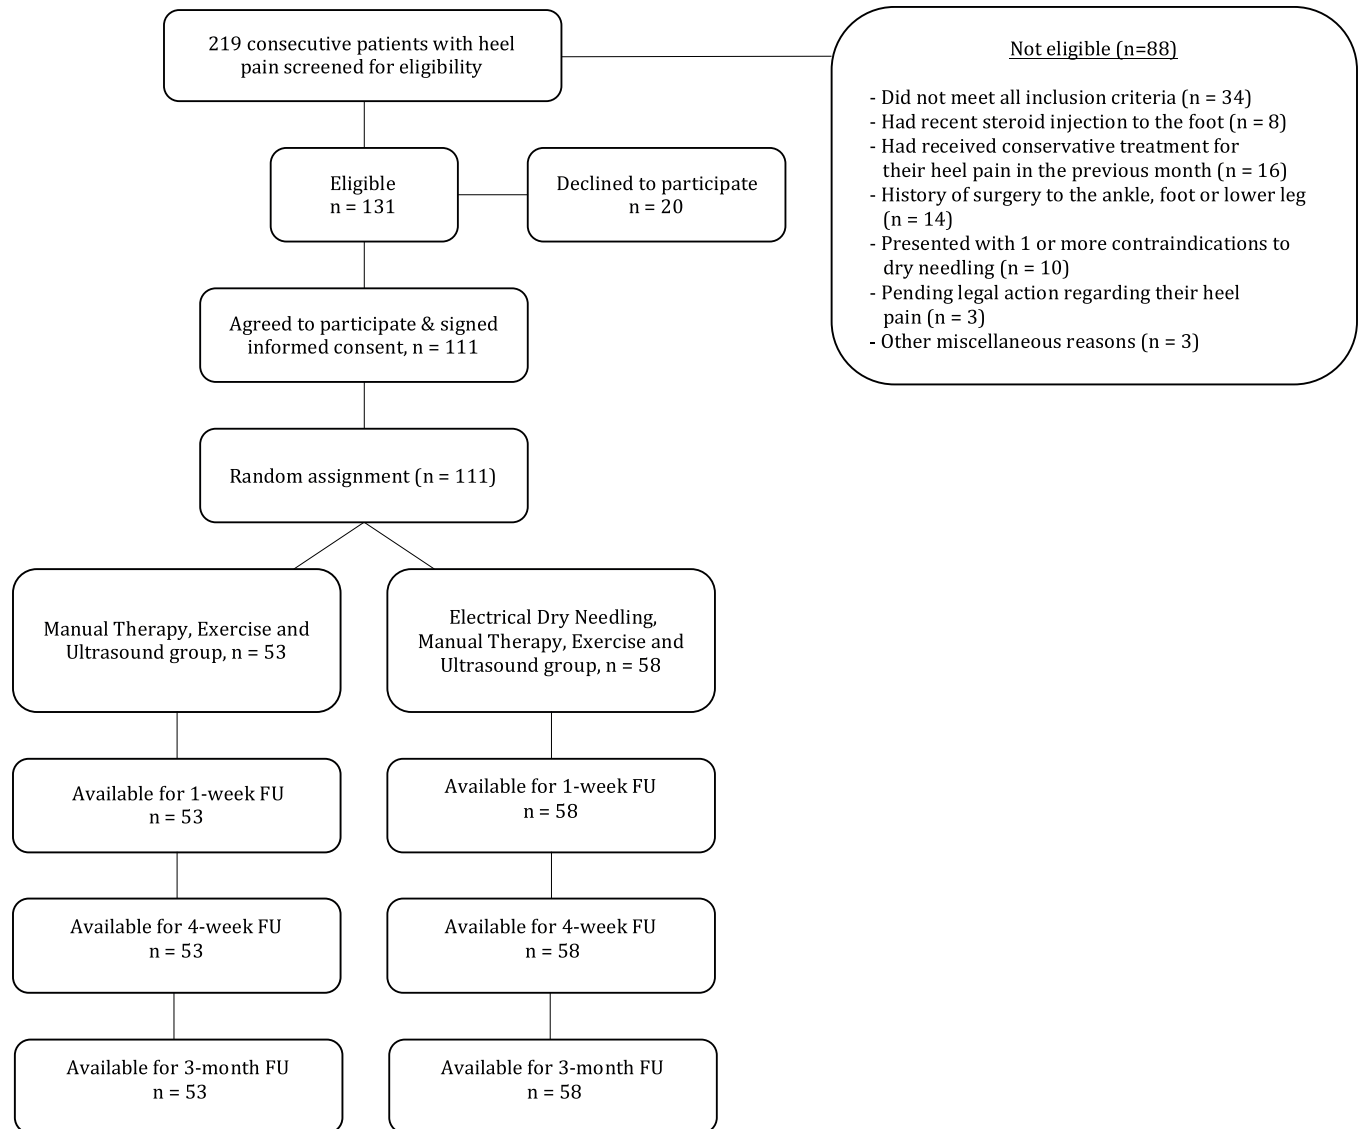 219 consecutive patients with heel
pain screened for eligibility
Not eligible (n=88)
- Did not meet all inclusion criteria (n = 34)
- Had recent steroid injection to the foot (n = 8)
- Had received conservative treatment for
their heel pain in the previous month (n = 16)
- History of surgery to the ankle, foot or lower leg
(n = 14)
- Presented with 1 or more contraindications to
dry needling (n = 10)
- Pending legal action regarding their heel
pain (n = 3)
- Other miscellaneous reasons (n = 3)
Eligible
n = 131
Declined to participate
n = 20
Agreed to participate & signed
informed consent, n = 111
Random assignment (n = 111)
Manual Therapy, Exercise and
Ultrasound group, n = 53
Electrical Dry Needling,
Manual Therapy, Exercise and
Ultrasound group, n = 58
Available for 1-week FU
n = 53
Available for 1-week FU
n = 58
Available for 4-week FU
n = 53
Available for 4-week FU
n = 58
Available for 3-month FU
n = 53
Available for 3-month FU
n = 58